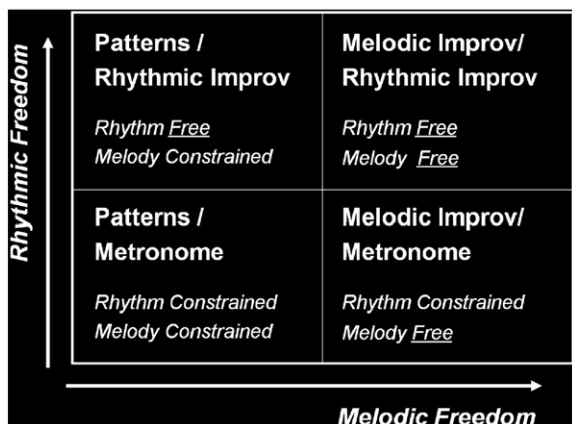 Rhythmic Freedom
Patterns /
Rhythmic Improv
Rhythm Free
Melody Constrained
Melodic Improv/
Rhythmic Improv
Rhythm Free
Melody Free
Patterns /
Metronome
Rhythm Constrained
Melody Constrained
Melodic Improv/
Metronome
Rhythm Constrained
Melody Free
Melodic Freedom